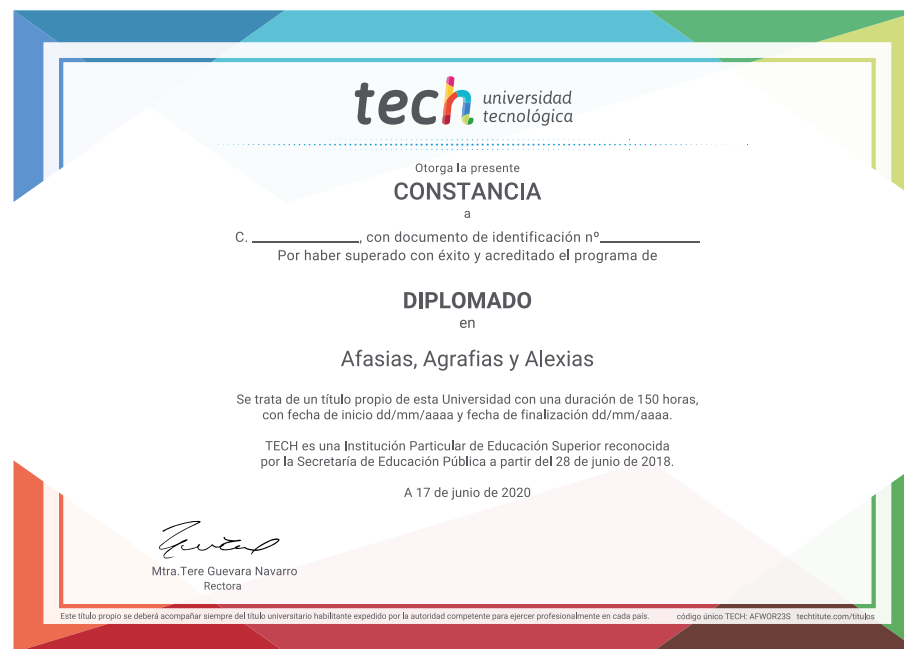 tech universidad
tecnológica
Otorga la presente
CONSTANCIA
a
C. ____________, con documento de identificación nº____________
Por haber superado con éxito y acreditado el programa de
DIPLOMADO
en
Afasias, Agrafias y Alexias
Se trata de un título propio de esta Universidad con una duración de 150 horas,
con fecha de inicio dd/mm/aaaa y fecha de finalización dd/mm/aaaa.
TECH es una Institución Particular de Educación Superior reconocida
por la Secretaría de Educación Pública a partir del 28 de junio de 2018.
A 17 de junio de 2020
Mtra.Tere Guevara Navarro
Rectora
Este título propio se deberá acompañar siempre del título universitario habilitante expedido por la autoridad competente para ejercer profesionalmente en cada país. código único TECH: AFWOR23S techtitute.com/titulos